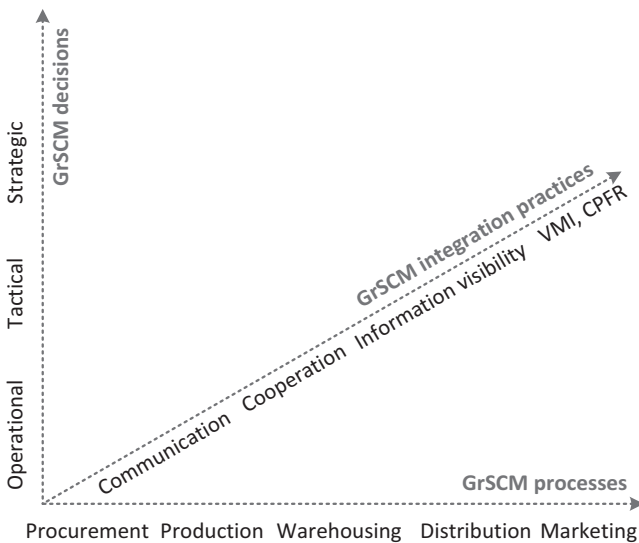 GrSCM decisions
Strategic
Tactical
Operational
GrSCM integration practices
Communication Cooperation Information visibility VMI, CPFR
GrSCM processes
Procurement Production Warehousing Distribution Marketing